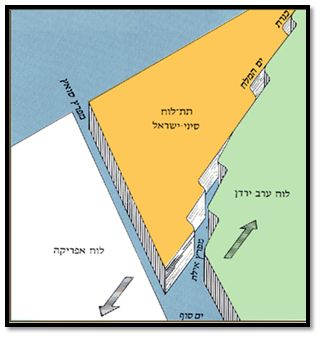 כנרת
ים המלח
מפרץ סואץ
תת-לוח
סיני-ישראל
לוח ערב ירדן
לוח אפריקה
מפרץ אילת
ים סוף